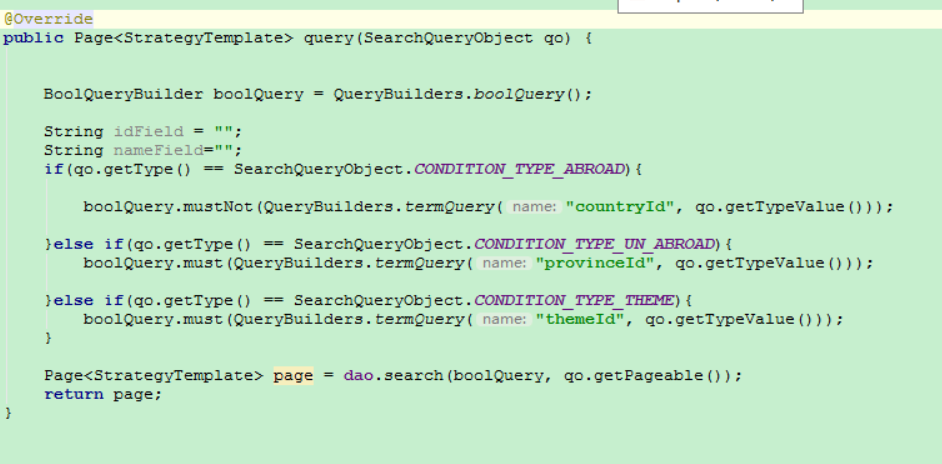 @Override
public Page<StrategyTemplate> query(SearchQueryObject qo) {
BoolQueryBuilder boolQuery = QueryBuilders.boolQuery();
String idField = "";
String nameField="";
if(qo.getType() == SearchQueryObject.CONDITION_TYPE_ABROAD){
boolQuery.mustNot(QueryBuilders.termQuery( name: "countryId", qo.getTypeValue()));
}else if(qo.getType() == SearchQueryObject.CONDITION_TYPE_UN_ABROAD){
boolQuery.must(QueryBuilders.termQuery( name: "provinceId", qo.getTypeValue()));
}else if(qo.getType() == SearchQueryObject.CONDITION_TYPE_THEME){
boolQuery.must(QueryBuilders.termQuery( name: "themeId", qo.getTypeValue()));
}
Page<StrategyTemplate> page = dao.search(boolQuery, qo.getPageable());
return page;
}